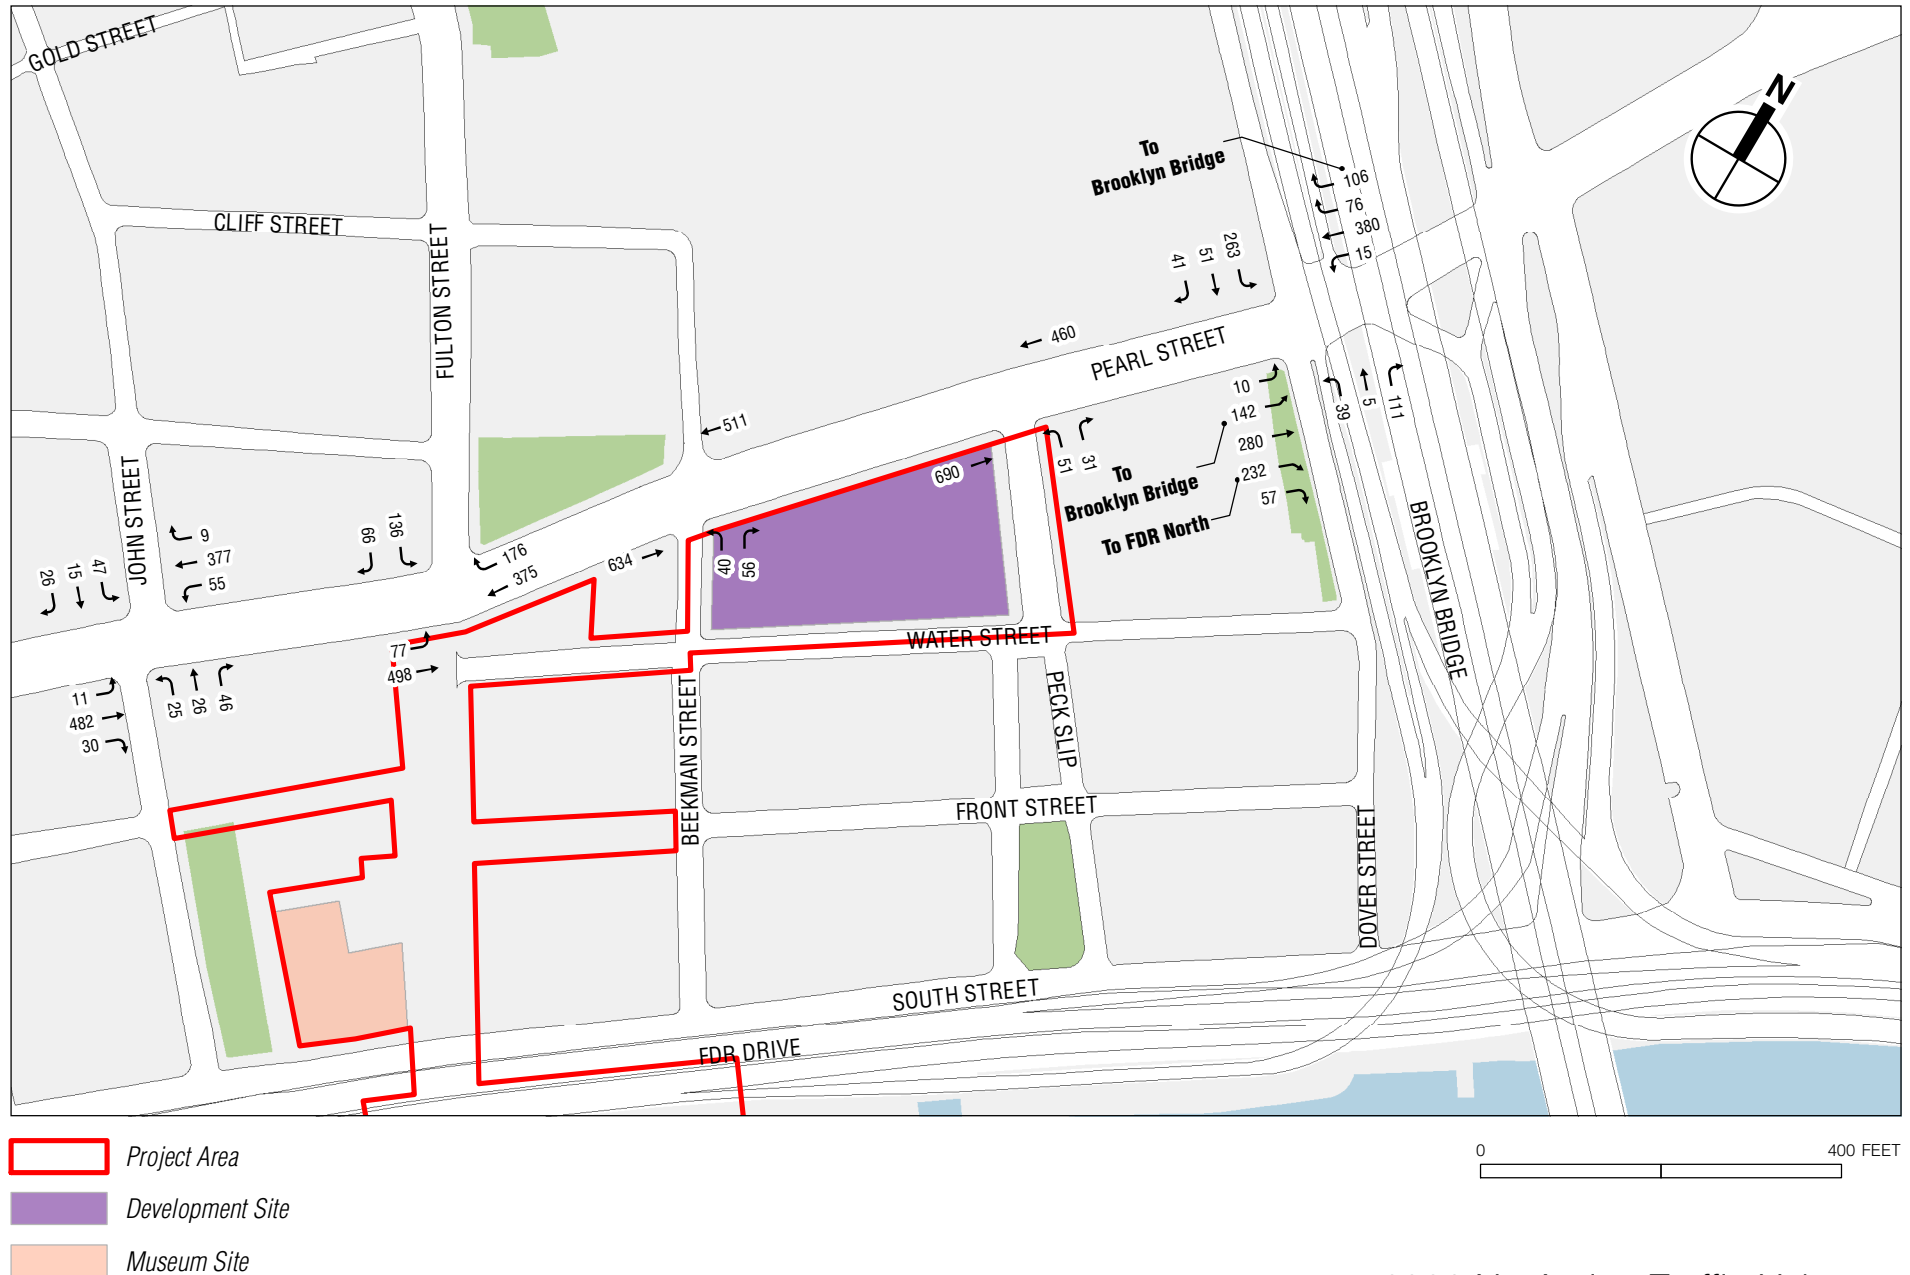 GOLD STREET
N
To
Brooklyn Bridge
106
76
380
15
CLIFF STREET
FULTON STREET
41
51
263
460
PEARL STREET
511
10
142
280
232
57
39
5
111
51
31
To
Brooklyn Bridge
To FDR North
690
JOHN STREET
9
377
55
66
136
26
15
47
176
375
634
40
56
BROOKLYN BRIDGE
WATER STREET
77
498
11
482
30
25
26
46
BEEKMAN STREET
PECK SLIP
FRONT STREET
DOVER STREET
SOUTH STREET
FDR DRIVE
Project Area
Development Site
Museum Site
0
400 FEET